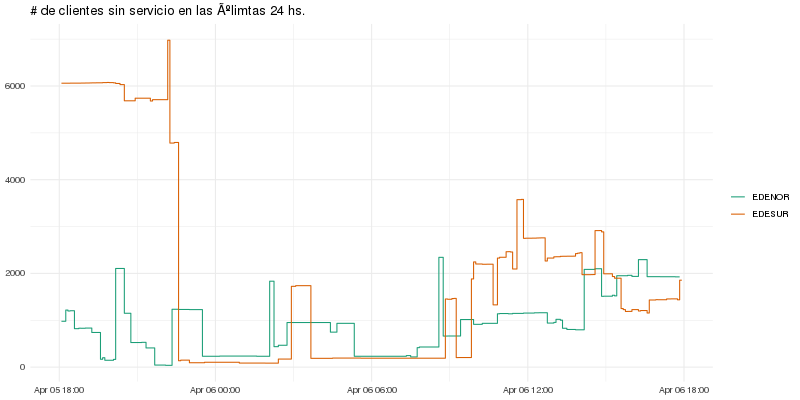 # de clientes sin servicio en las Ãºlimtas 24 hs.
6000
4000
2000
0
Apr 05 18:00
Apr 06 00:00
Apr 06 06:00
Apr 06 12:00
Apr 06 18:00
EDENOR
EDESUR